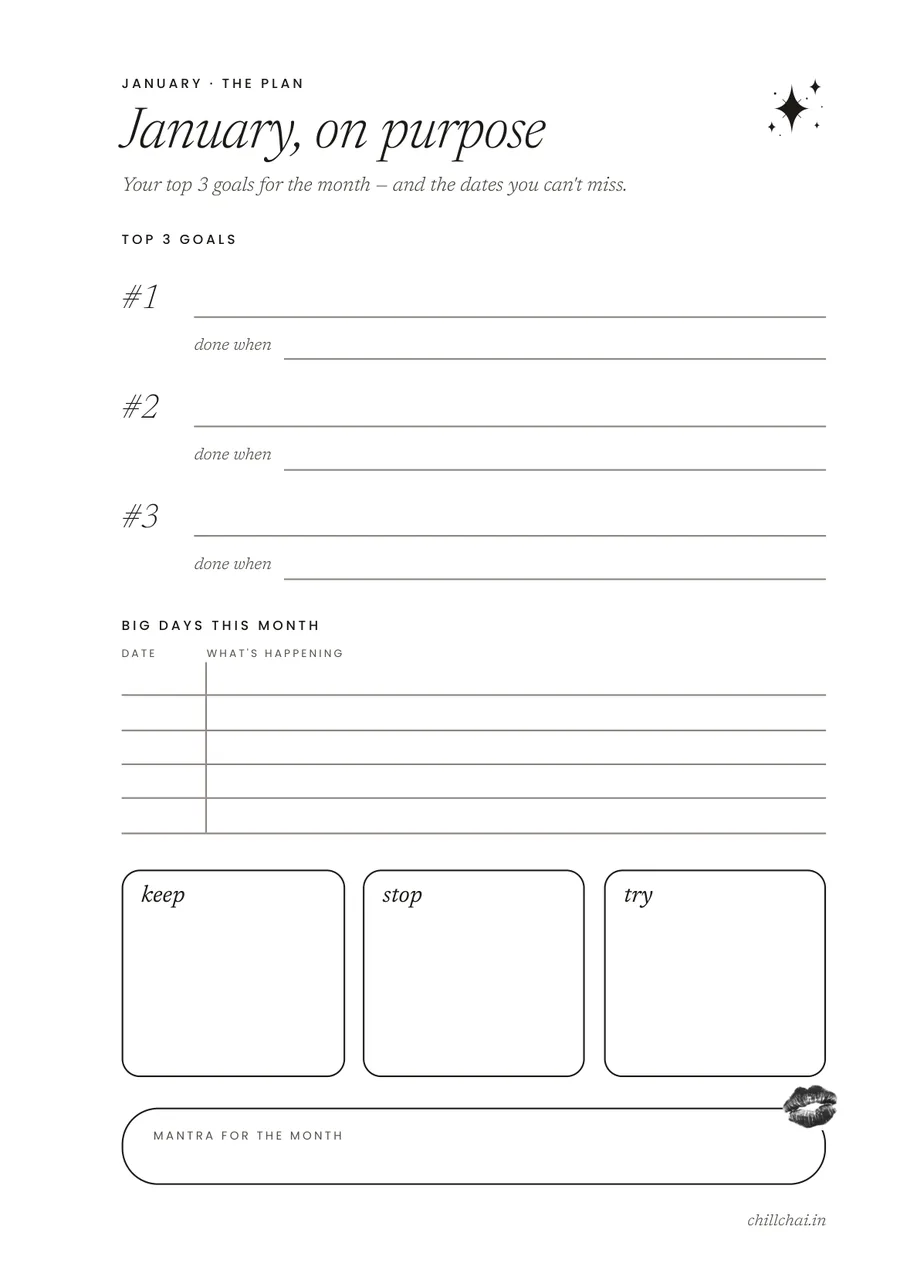 JANUARY · THE PLAN
January, on purpose
Your top 3 goals for the month — and the dates you can't miss.
TOP 3 GOALS
#1
done when
#2
done when
#3
done when
BIG DAYS THIS MONTH
DATE WHAT'S HAPPENING
keep stop try
MANTRA FOR THE MONTH
chillchai.in